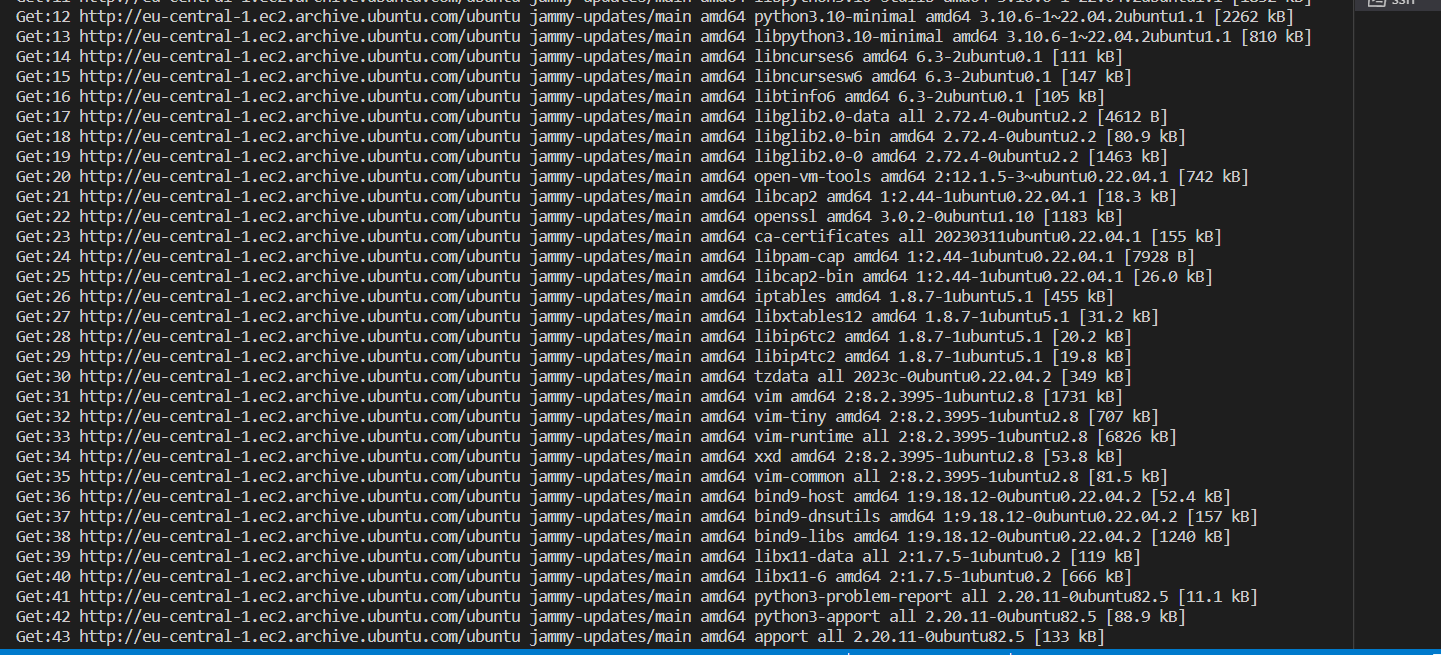 Get:12 http://eu-central-1.ec2.archive.ubuntu.com/ubuntu jammy-updates/main amd64 python3.10-minimal amd64 3.10.6-1~22.04.2ubuntu1.1 [2262 kB]
Get:13 http://eu-central-1.ec2.archive.ubuntu.com/ubuntu jammy-updates/main amd64 libpython3.10-minimal amd64 3.10.6-1~22.04.2ubuntu1.1 [810 kB]
Get:14 http://eu-central-1.ec2.archive.ubuntu.com/ubuntu jammy-updates/main amd64 libncurses6 amd64 6.3-2ubuntu0.1 [111 kB]
Get:15 http://eu-central-1.ec2.archive.ubuntu.com/ubuntu jammy-updates/main amd64 libncursesw6 amd64 6.3-2ubuntu0.1 [147 kB]
Get:16 http://eu-central-1.ec2.archive.ubuntu.com/ubuntu jammy-updates/main amd64 libtinfo6 amd64 6.3-2ubuntu0.1 [105 kB]
Get:17 http://eu-central-1.ec2.archive.ubuntu.com/ubuntu jammy-updates/main amd64 libglib2.0-data all 2.72.4-0ubuntu2.2 [4612 B]
Get:18 http://eu-central-1.ec2.archive.ubuntu.com/ubuntu jammy-updates/main amd64 libglib2.0-bin amd64 2.72.4-0ubuntu2.2 [80.9 kB]
Get:19 http://eu-central-1.ec2.archive.ubuntu.com/ubuntu jammy-updates/main amd64 libglib2.0-0 amd64 2.72.4-0ubuntu2.2 [1463 kB]
Get:20 http://eu-central-1.ec2.archive.ubuntu.com/ubuntu jammy-updates/main amd64 open-vm-tools amd64 2:12.1.5-3~ubuntu0.22.04.1 [742 kB]
Get:21 http://eu-central-1.ec2.archive.ubuntu.com/ubuntu jammy-updates/main amd64 libcap2 amd64 1:2.44-1ubuntu0.22.04.1 [18.3 kB]
Get:22 http://eu-central-1.ec2.archive.ubuntu.com/ubuntu jammy-updates/main amd64 openssl amd64 3.0.2-0ubuntu1.10 [1183 kB]
Get:23 http://eu-central-1.ec2.archive.ubuntu.com/ubuntu jammy-updates/main amd64 ca-certificates all 20230311ubuntu0.22.04.1 [155 kB]
Get:24 http://eu-central-1.ec2.archive.ubuntu.com/ubuntu jammy-updates/main amd64 libpam-cap amd64 1:2.44-1ubuntu0.22.04.1 [7928 B]
Get:25 http://eu-central-1.ec2.archive.ubuntu.com/ubuntu jammy-updates/main amd64 libcap2-bin amd64 1:2.44-1ubuntu0.22.04.1 [26.0 kB]
Get:26 http://eu-central-1.ec2.archive.ubuntu.com/ubuntu jammy-updates/main amd64 iptables amd64 1.8.7-1ubuntu5.1 [455 kB]
Get:27 http://eu-central-1.ec2.archive.ubuntu.com/ubuntu jammy-updates/main amd64 libxtables12 amd64 1.8.7-1ubuntu5.1 [31.2 kB]
Get:28 http://eu-central-1.ec2.archive.ubuntu.com/ubuntu jammy-updates/main amd64 libip6tc2 amd64 1.8.7-1ubuntu5.1 [20.2 kB]
Get:29 http://eu-central-1.ec2.archive.ubuntu.com/ubuntu jammy-updates/main amd64 libip4tc2 amd64 1.8.7-1ubuntu5.1 [19.8 kB]
Get:30 http://eu-central-1.ec2.archive.ubuntu.com/ubuntu jammy-updates/main amd64 tzdata all 2023c-0ubuntu0.22.04.2 [349 kB]
Get:31 http://eu-central-1.ec2.archive.ubuntu.com/ubuntu jammy-updates/main amd64 vim amd64 2:8.2.3995-1ubuntu2.8 [1731 kB]
Get:32 http://eu-central-1.ec2.archive.ubuntu.com/ubuntu jammy-updates/main amd64 vim-tiny amd64 2:8.2.3995-1ubuntu2.8 [707 kB]
Get:33 http://eu-central-1.ec2.archive.ubuntu.com/ubuntu jammy-updates/main amd64 vim-runtime all 2:8.2.3995-1ubuntu2.8 [6826 kB]
Get:34 http://eu-central-1.ec2.archive.ubuntu.com/ubuntu jammy-updates/main amd64 xxd amd64 2:8.2.3995-1ubuntu2.8 [53.8 kB]
Get:35 http://eu-central-1.ec2.archive.ubuntu.com/ubuntu jammy-updates/main amd64 vim-common all 2:8.2.3995-1ubuntu2.8 [81.5 kB]
Get:36 http://eu-central-1.ec2.archive.ubuntu.com/ubuntu jammy-updates/main amd64 bind9-host amd64 1:9.18.12-0ubuntu0.22.04.2 [52.4 kB]
Get:37 http://eu-central-1.ec2.archive.ubuntu.com/ubuntu jammy-updates/main amd64 bind9-dnsutils amd64 1:9.18.12-0ubuntu0.22.04.2 [157 kB]
Get:38 http://eu-central-1.ec2.archive.ubuntu.com/ubuntu jammy-updates/main amd64 bind9-libs amd64 1:9.18.12-0ubuntu0.22.04.2 [1240 kB]
Get:39 http://eu-central-1.ec2.archive.ubuntu.com/ubuntu jammy-updates/main amd64 libx11-data all 2:1.7.5-1ubuntu0.2 [119 kB]
Get:40 http://eu-central-1.ec2.archive.ubuntu.com/ubuntu jammy-updates/main amd64 libx11-6 amd64 2:1.7.5-1ubuntu0.2 [666 kB]
Get:41 http://eu-central-1.ec2.archive.ubuntu.com/ubuntu jammy-updates/main amd64 python3-problem-report all 2.20.11-0ubuntu82.5 [11.1 kB]
Get:42 http://eu-central-1.ec2.archive.ubuntu.com/ubuntu jammy-updates/main amd64 python3-apport all 2.20.11-0ubuntu82.5 [88.9 kB]
Get:43 http://eu-central-1.ec2.archive.ubuntu.com/ubuntu jammy-updates/main amd64 apport all 2.20.11-0ubuntu82.5 [133 kB]